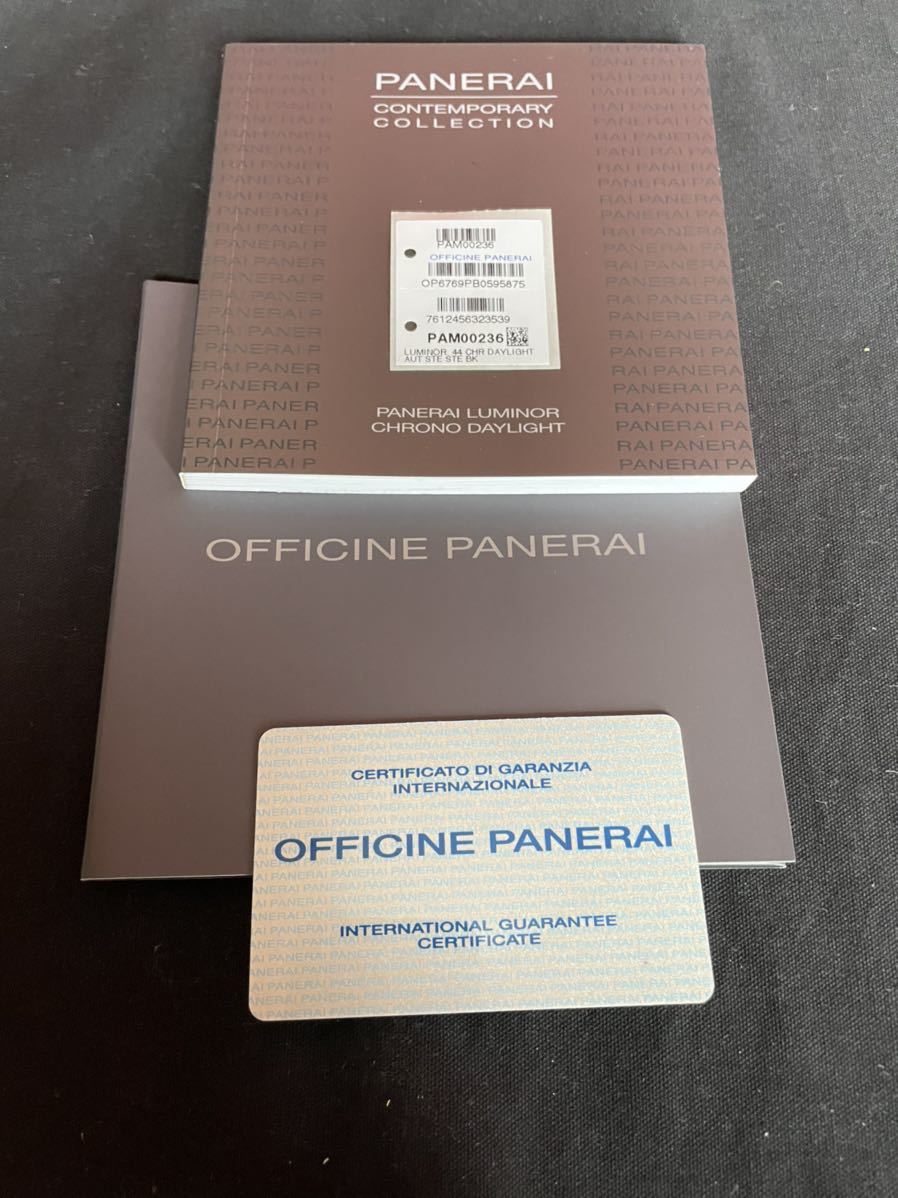 PANERAI
CONTEMPORARY
COLLECTION
PAM00236
OFFICINE PANERAI
OP6769PB0595875
7612456323539
PAM00236
LUMINOR 44 CHR DAYLIGHT
AUT STE STE BK
PANERAI LUMINOR
CHRONO DAYLIGHT
OFFICINE PANERAI
CERTIFICATO DI GARANZIA
INTERNAZIONALE
OFFICINE PANERAI
INTERNATIONAL GUARANTEE
CERTIFICATE